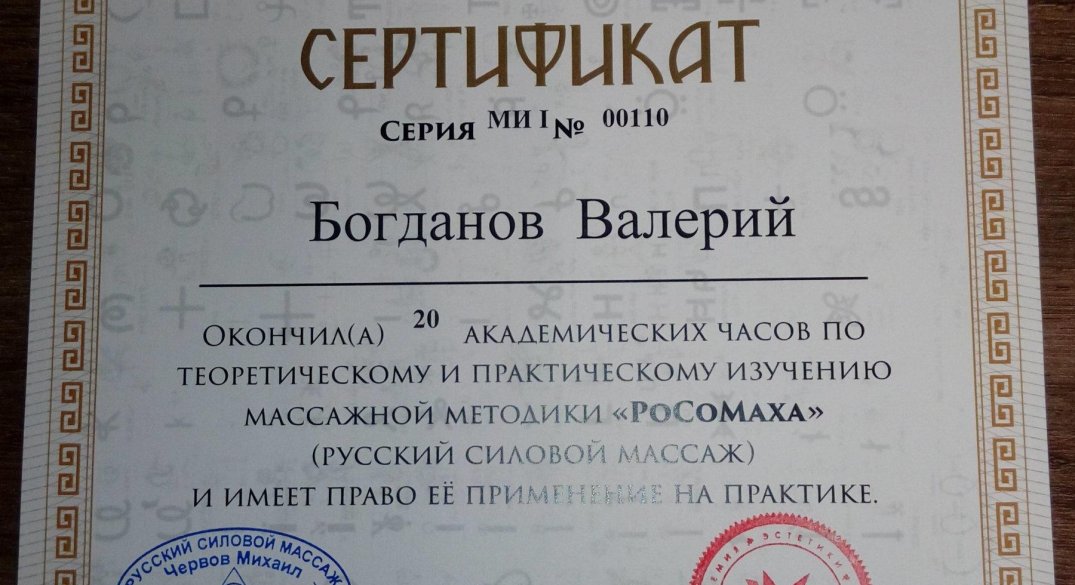 СЕРТИФИКАТ
СЕРИЯ МИ I № 00110
Богданов Валерий
ОКОНЧИЛ(А) 20 АКАДЕМИЧЕСКИХ ЧАСОВ ПО
ТЕОРЕТИЧЕСКОМУ И ПРАКТИЧЕСКОМУ ИЗУЧЕНИЮ
МАССАЖНОЙ МЕТОДИКИ «РОСОМАХА»
(РУССКИЙ СИЛОВОЙ МАССАЖ)
И ИМЕЕТ ПРАВО ЕЁ ПРИМЕНЕНИЕ НА ПРАКТИКЕ.
РУССКИЙ СИЛОВОЙ МАССАЖ
Червов Михаил
ЭСТЕТИКИ